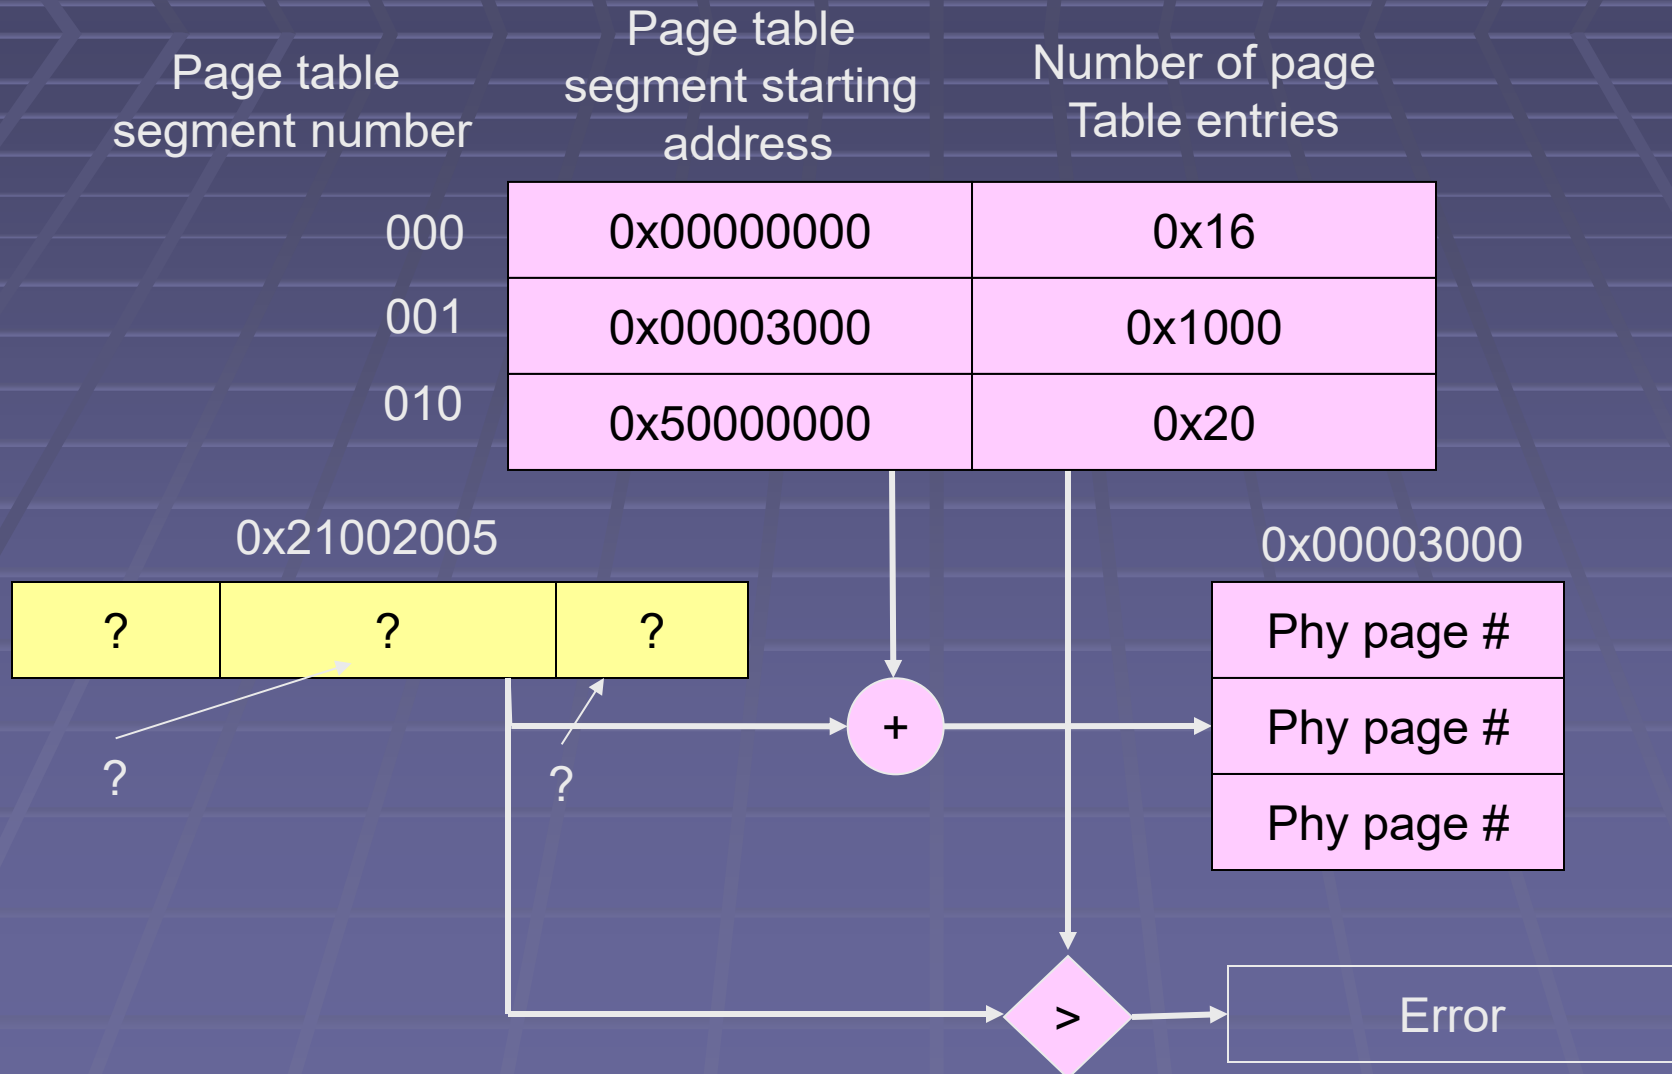 Page table
segment number
Page table
segment starting
address
Number of page
Table entries
000
0x00000000
0x16
001
0x00003000
0x1000
010
0x50000000
0x20
0x21002005
?
?
?
?
?
+
0x00003000
Phy page #
Phy page #
Phy page #
>
Error